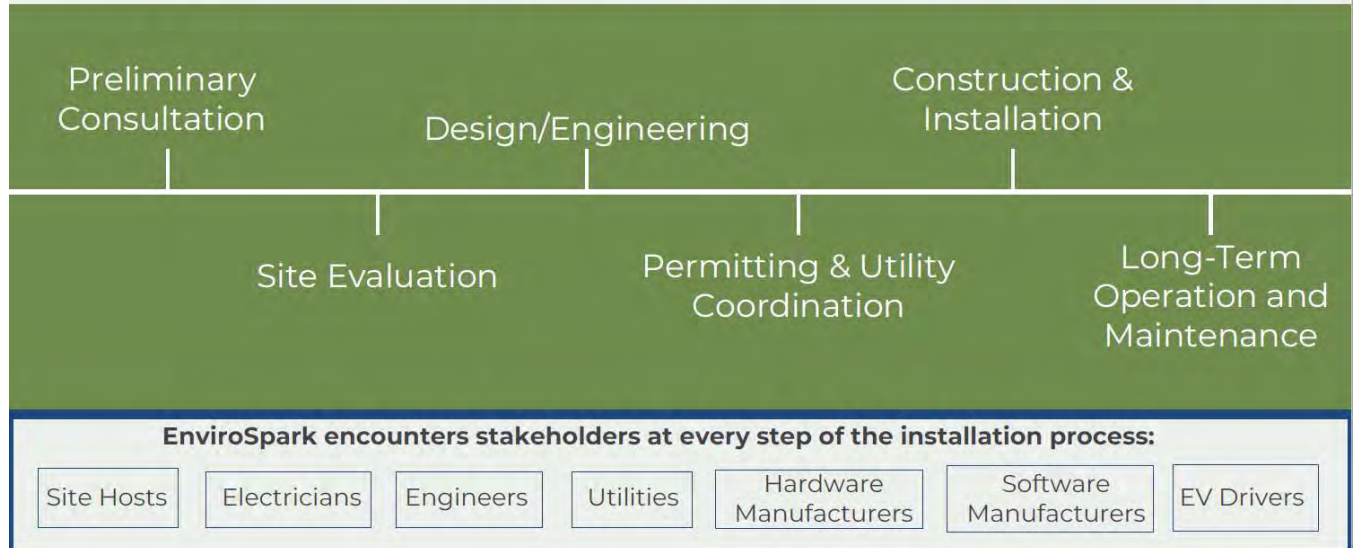 Preliminary
Consultation
Site Evaluation
Design/Engineering
Permitting & Utility
Coordination
Construction &
Installation
Long-Term
Operation and
Maintenance
EnviroSpark encounters stakeholders at every step of the installation process:
Site Hosts
Electricians
Engineers
Utilities
Hardware
Manufacturers
Software
Manufacturers
EV Drivers